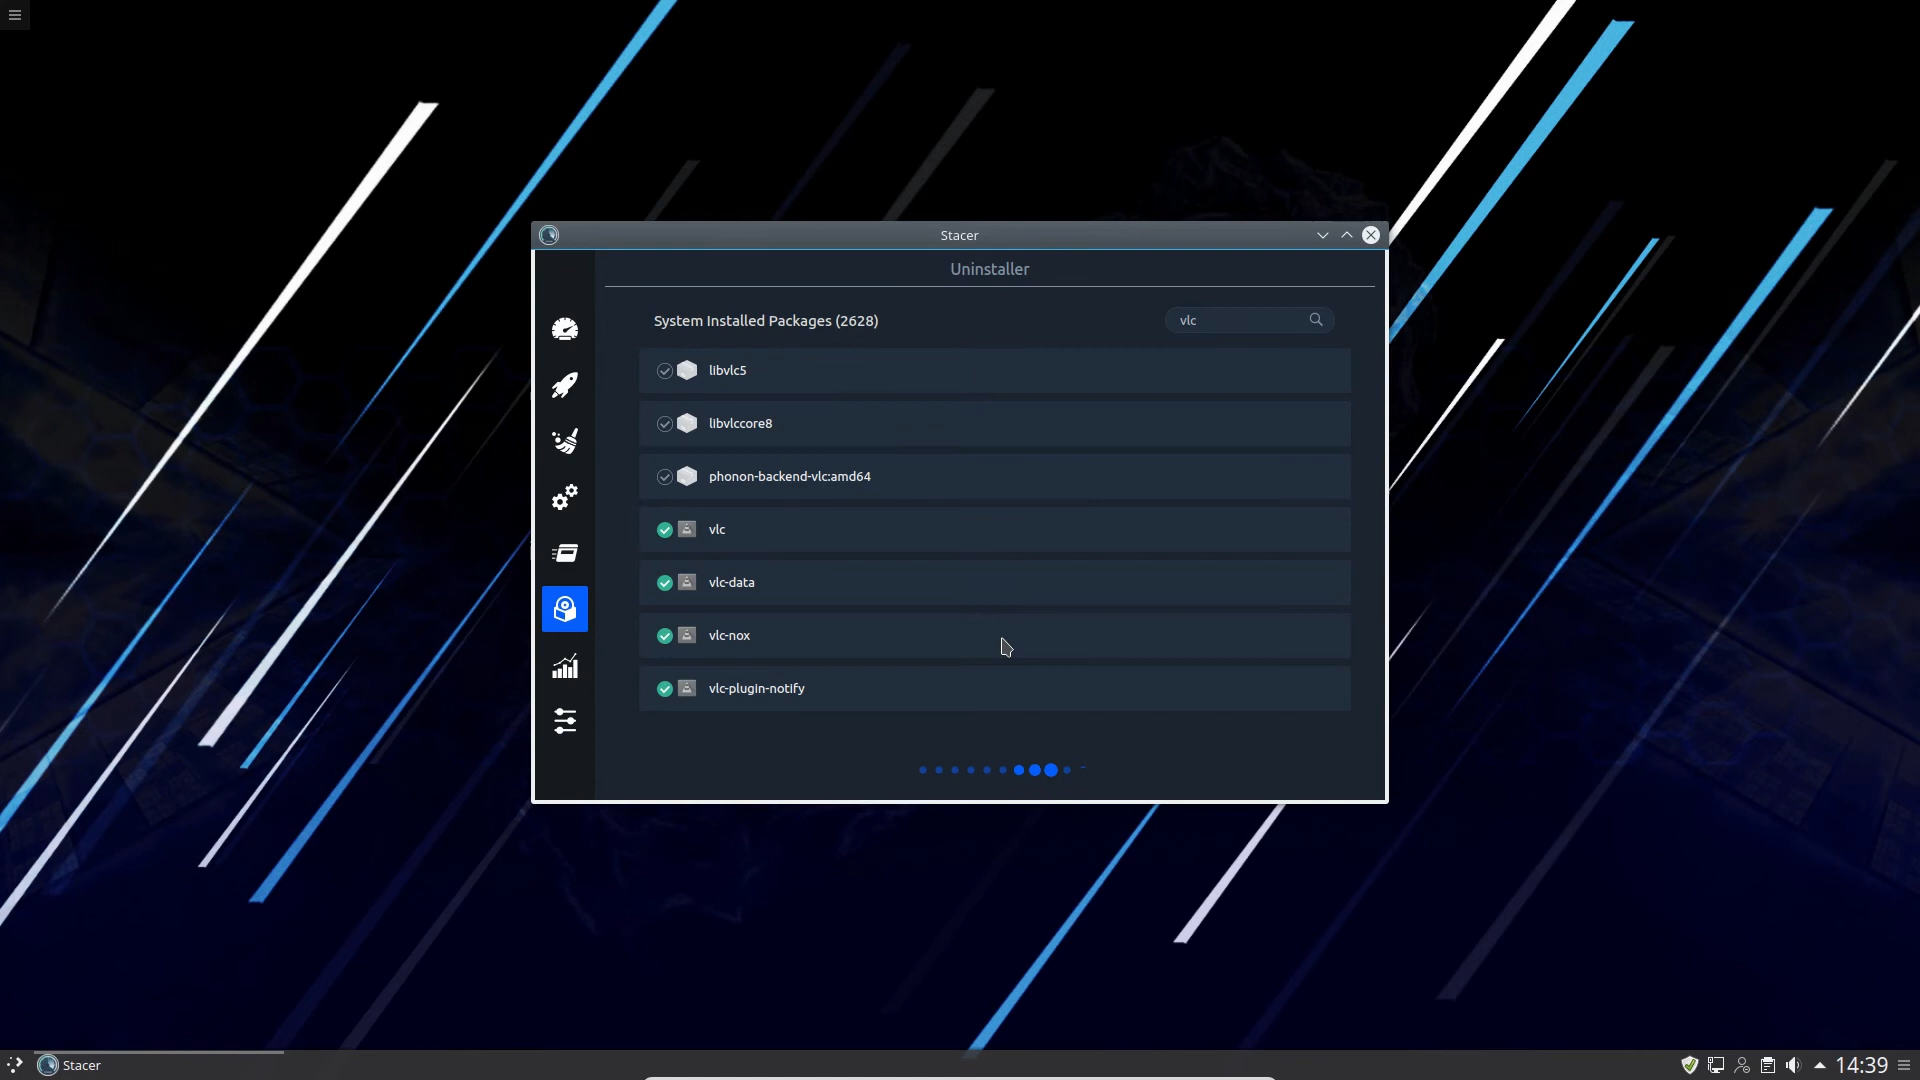 Stacer
Uninstaller
System Installed Packages (2628)
vlc
libvlc5
libvlccore8
phonon-backend-vlc:amd64
vlc
vlc-data
vlc-nox
vlc-plugin-notify
Stacer
14:39